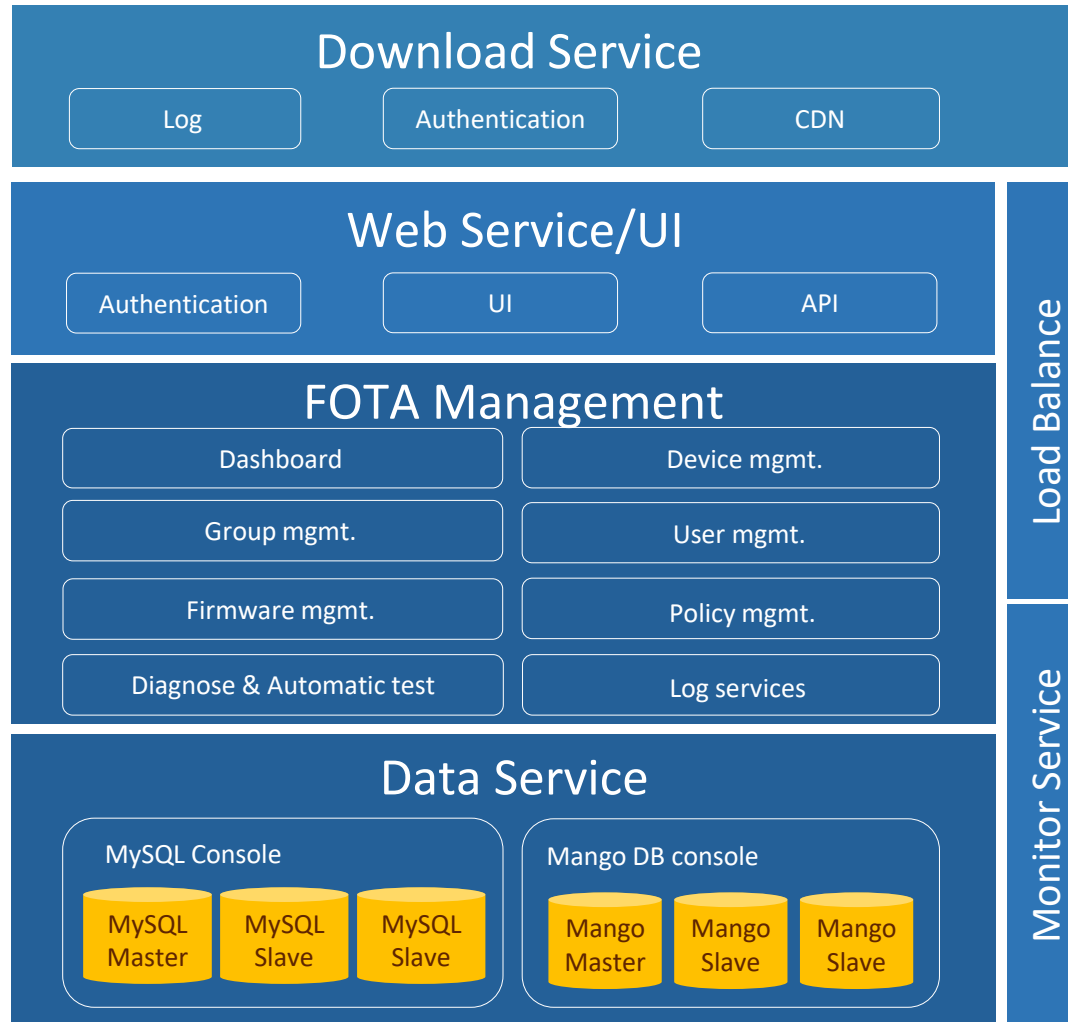 Download Service
Log
Authentication
CDN
Web Service/UI
Authentication
UI
API
FOTA Management
Dashboard
Device mgmt.
Group mgmt.
User mgmt.
Firmware mgmt.
Policy mgmt.
Diagnose & Automatic test
Log services
Data Service
MySQL Console
MySQL
Master
MySQL
Slave
MySQL
Slave
Mango DB console
Mango
Master
Mango
Slave
Mango
Slave
Load Balance
Monitor Service